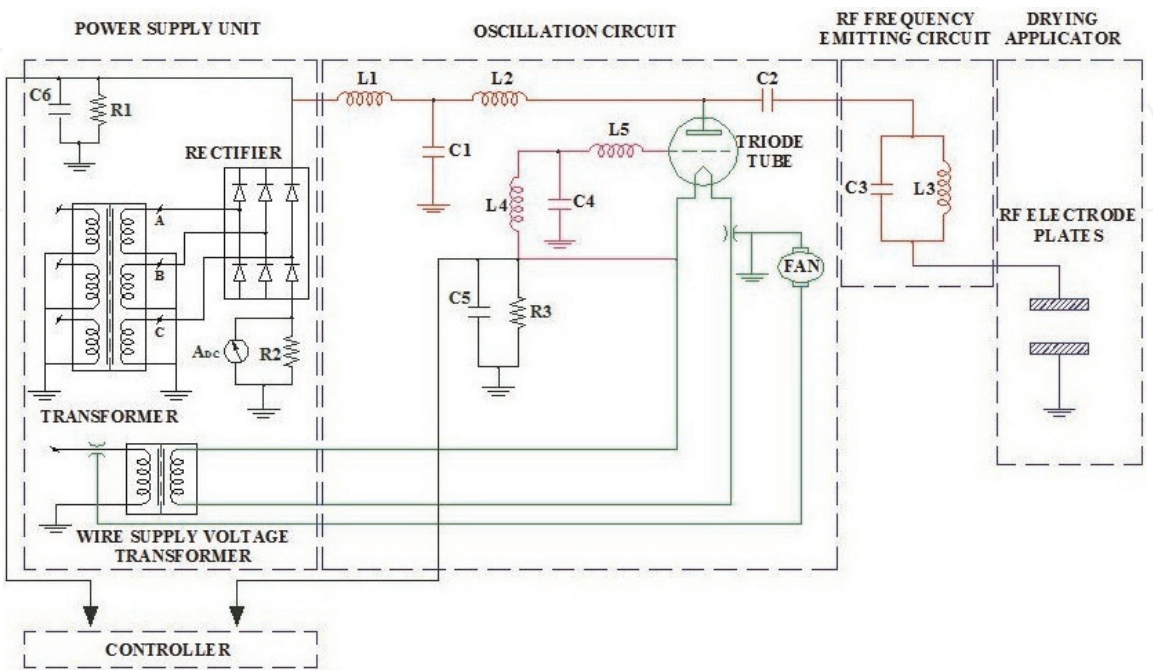 POWER SUPPLY UNIT
OSCILLATION CIRCUIT
RF FREQUENCY
EMITTING CIRCUIT
DRYING
APPLICATOR
C6
R1
RECTIFIER
A
B
C
ADC
R2
TRANSFORMER
WIRE SUPPLY VOLTAGE
TRANSFORMER
L1
L2
C2
C1
L5
TRIODE
TUBE
L4
C4
C5
R3
FAN
C3
L3
RF ELECTRODE
PLATES
CONTROLLER